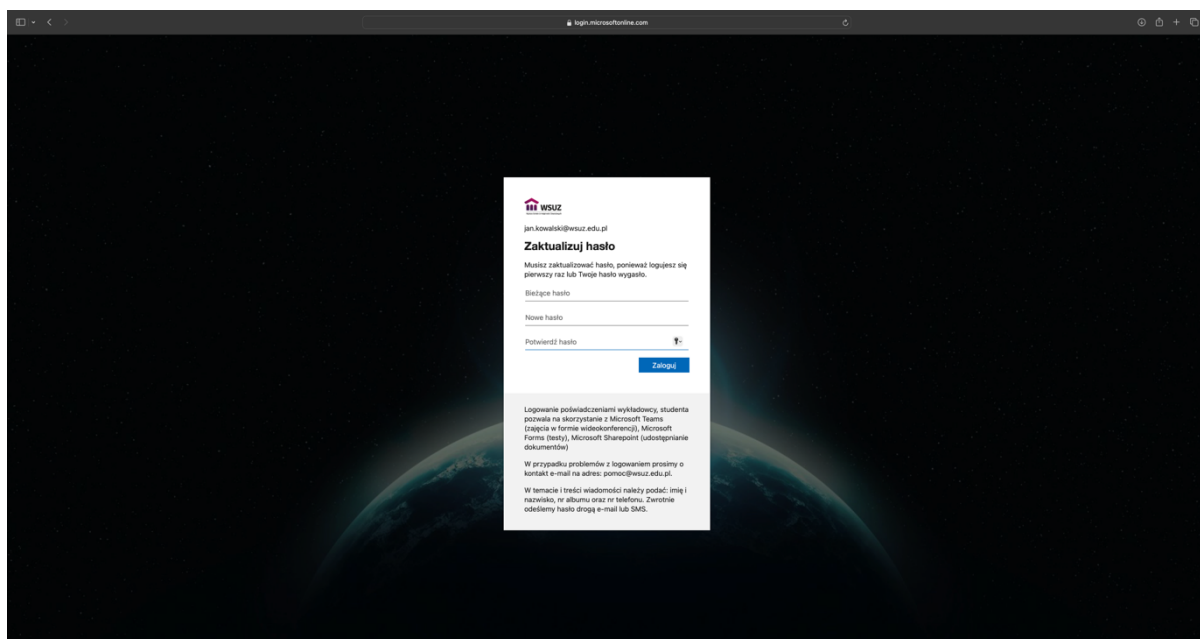 login.microsoftonline.com
WSUZ
jan.kowalski@wsuz.edu.pl
Zaktualizuj hasło
Musisz zaktualizować hasło, ponieważ logujesz się
pierwszy raz lub Twoje hasło wygasło.
Bieżące hasło
Nowe hasło
Potwierdź hasło
Zaloguj
Logowanie poświadczeniami wykładowcy, studenta
pozwala na skorzystanie z Microsoft Teams
(zajęcia w formie wideokonferencji), Microsoft
Forms (testy), Microsoft Sharepoint (udostępnianie
dokumentów)
W przypadku problemów z logowaniem prosimy o
kontakt e-mail na adres: pomoc@wsuz.edu.pl.
W temacie i treści wiadomości należy podać: imię i
nazwisko, nr albumu oraz nr telefonu. Zwrotnie
odeślemy hasło drogą e-mail lub SMS.